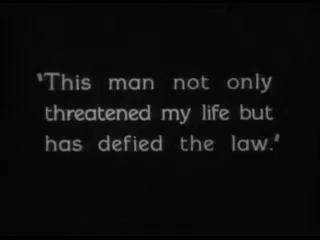 "This man not only
threatened my life but
has defied the law."